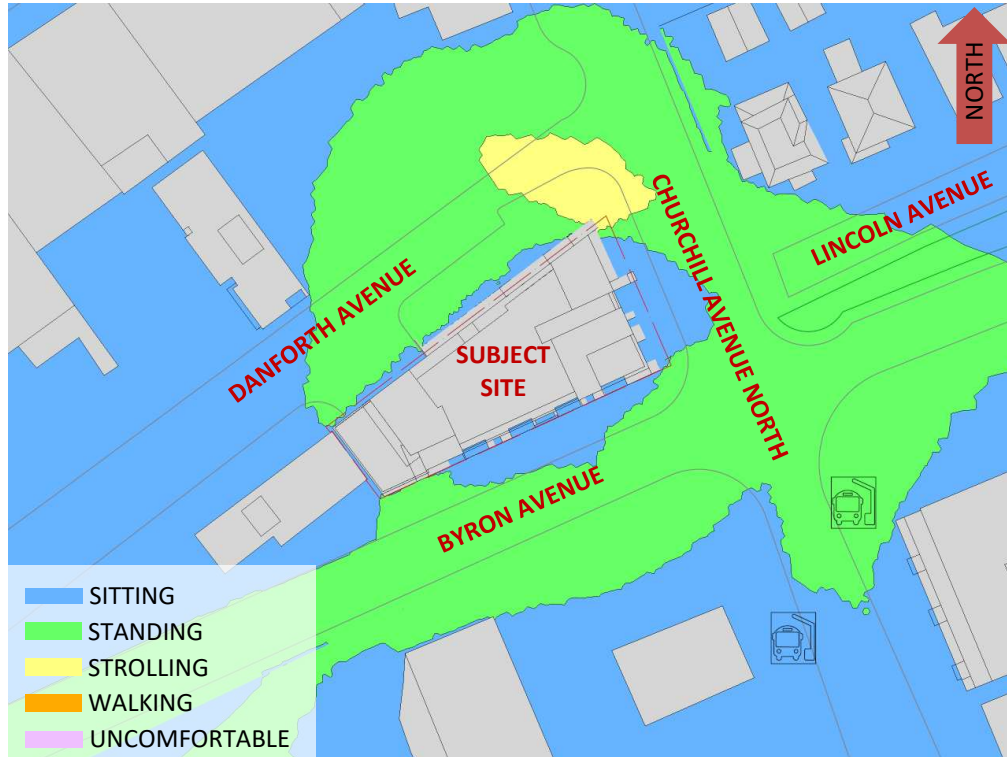 NORTH
CHURCHILL AVENUE NORTH
LINCOLN AVENUE
DANFORTH AVENUE
SUBJECT
SITE
BYRON AVENUE
SITTING
STANDING
STROLLING
WALKING
UNCOMFORTABLE